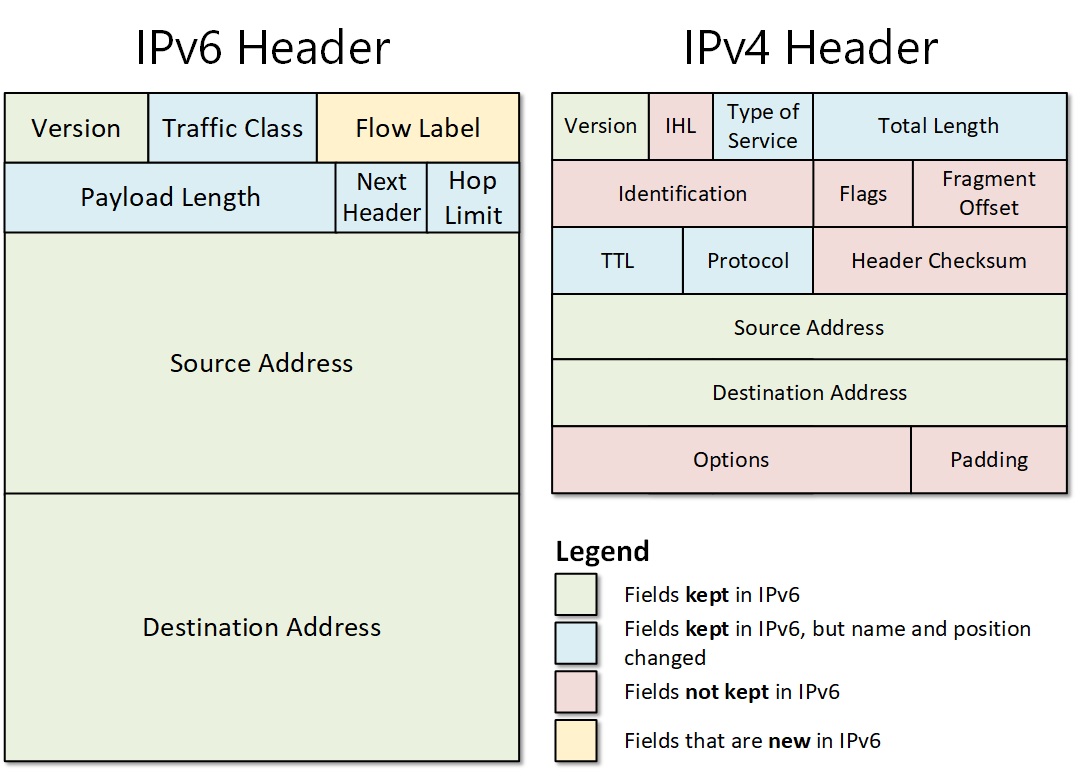 IPv6 Header
Version
Traffic Class
Flow Label
Payload Length
Next
Header
Hop
Limit
Source Address
Destination Address
IPv4 Header
Version
IHL
Type of
Service
Total Length
Identification
Flags
Fragment
Offset
TTL
Protocol
Header Checksum
Source Address
Destination Address
Options
Padding
Legend
Fields kept in IPv6
Fields kept in IPv6, but name and position
changed
Fields not kept in IPv6
Fields that are new in IPv6